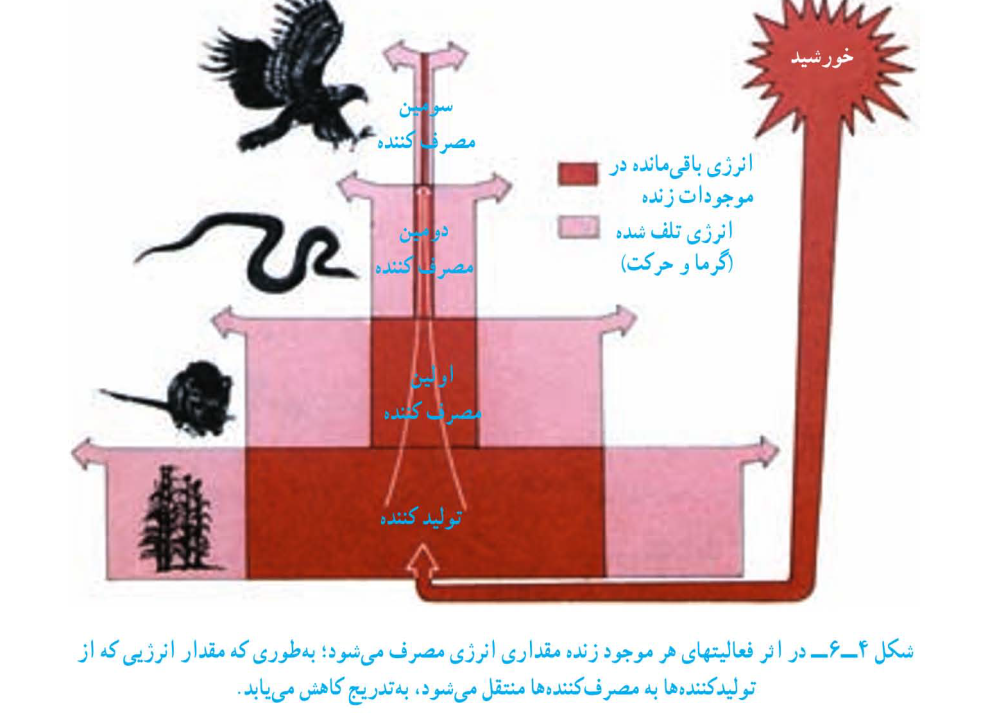 خورشید
سومین
مصرف کننده
انرژی باقی‌مانده در
موجودات زنده
انرژی تلف شده
(گرما و حرکت)
دومین
مصرف کننده
اولین
مصرف کننده
تولید کننده
شکل ۴ــ۶ــ در اثر فعالیتهای هر موجود زنده مقداری انرژی مصرف می‌شود؛ به‌طوری که مقدار انرژیی که از
تولیدکننده‌ها به مصرف‌کننده‌ها منتقل می‌شود، به‌تدریج کاهش می‌یابد.